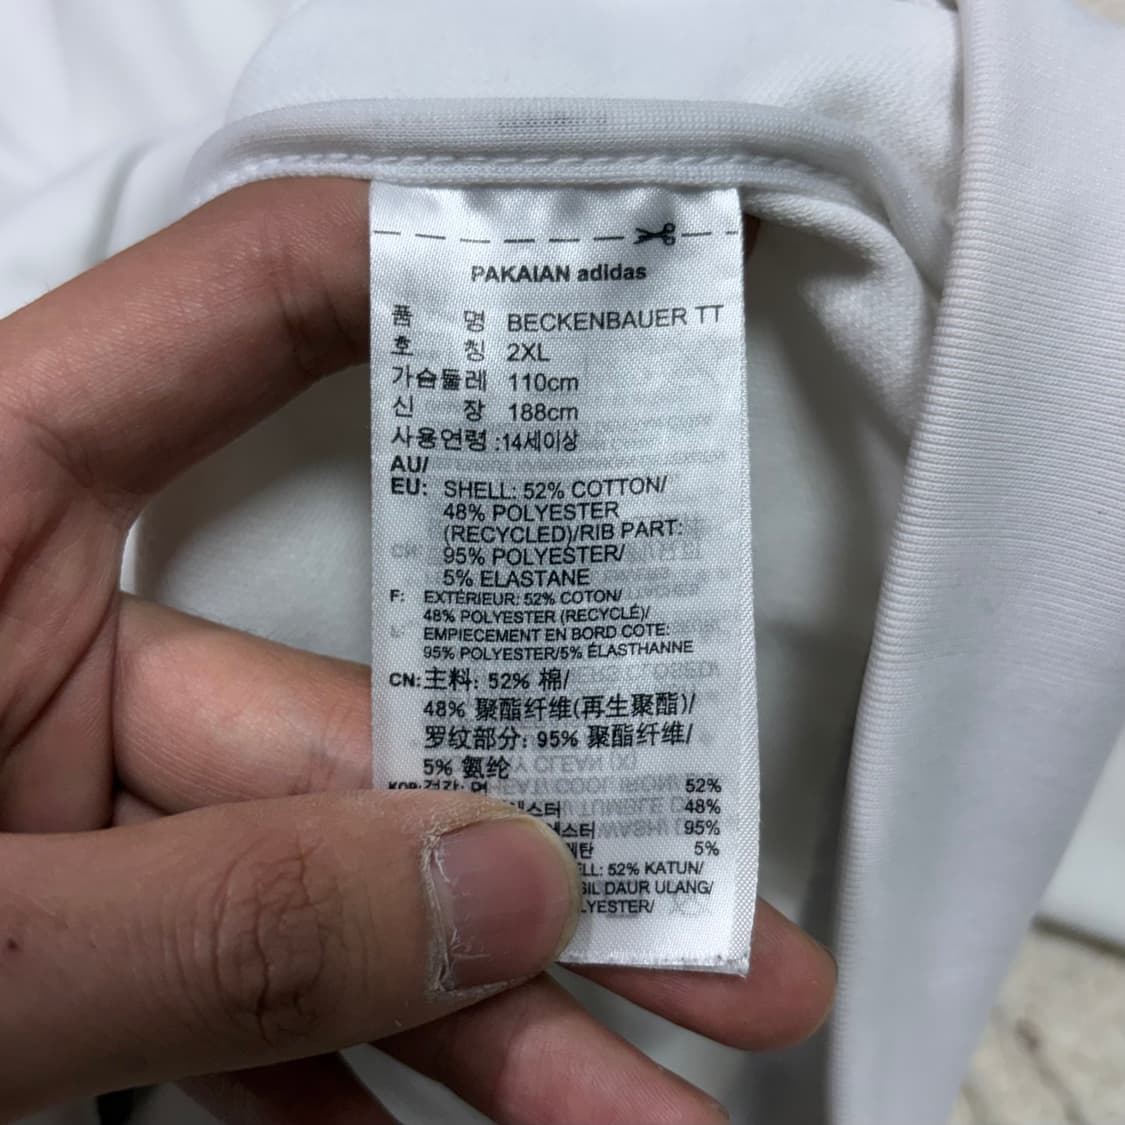 PAKAIAN adidas
품 명 BECKENBAUER TT
호 칭 2XL
가슴둘레 110cm
신 장 188cm
사용연령 :14세이상
AU/
EU: SHELL: 52% COTTON/
48% POLYESTER
(RECYCLED)/RIB PART:
95% POLYESTER/
5% ELASTANE
F: EXTÉRIEUR: 52% COTON/
48% POLYESTER (RECYCLÉ)/
EMPIECEMENT EN BORD COTE:
95% POLYESTER/5% ÉLASTHANNE
CN:主料: 52% 棉/
48% 聚酯纤维(再生聚酯)/
罗纹部分: 95% 聚酯纤维/
5% 氨纶
KOR:겉감: 면 52%
48%
95%
5%
52% KATUN/
DAUR ULANG/